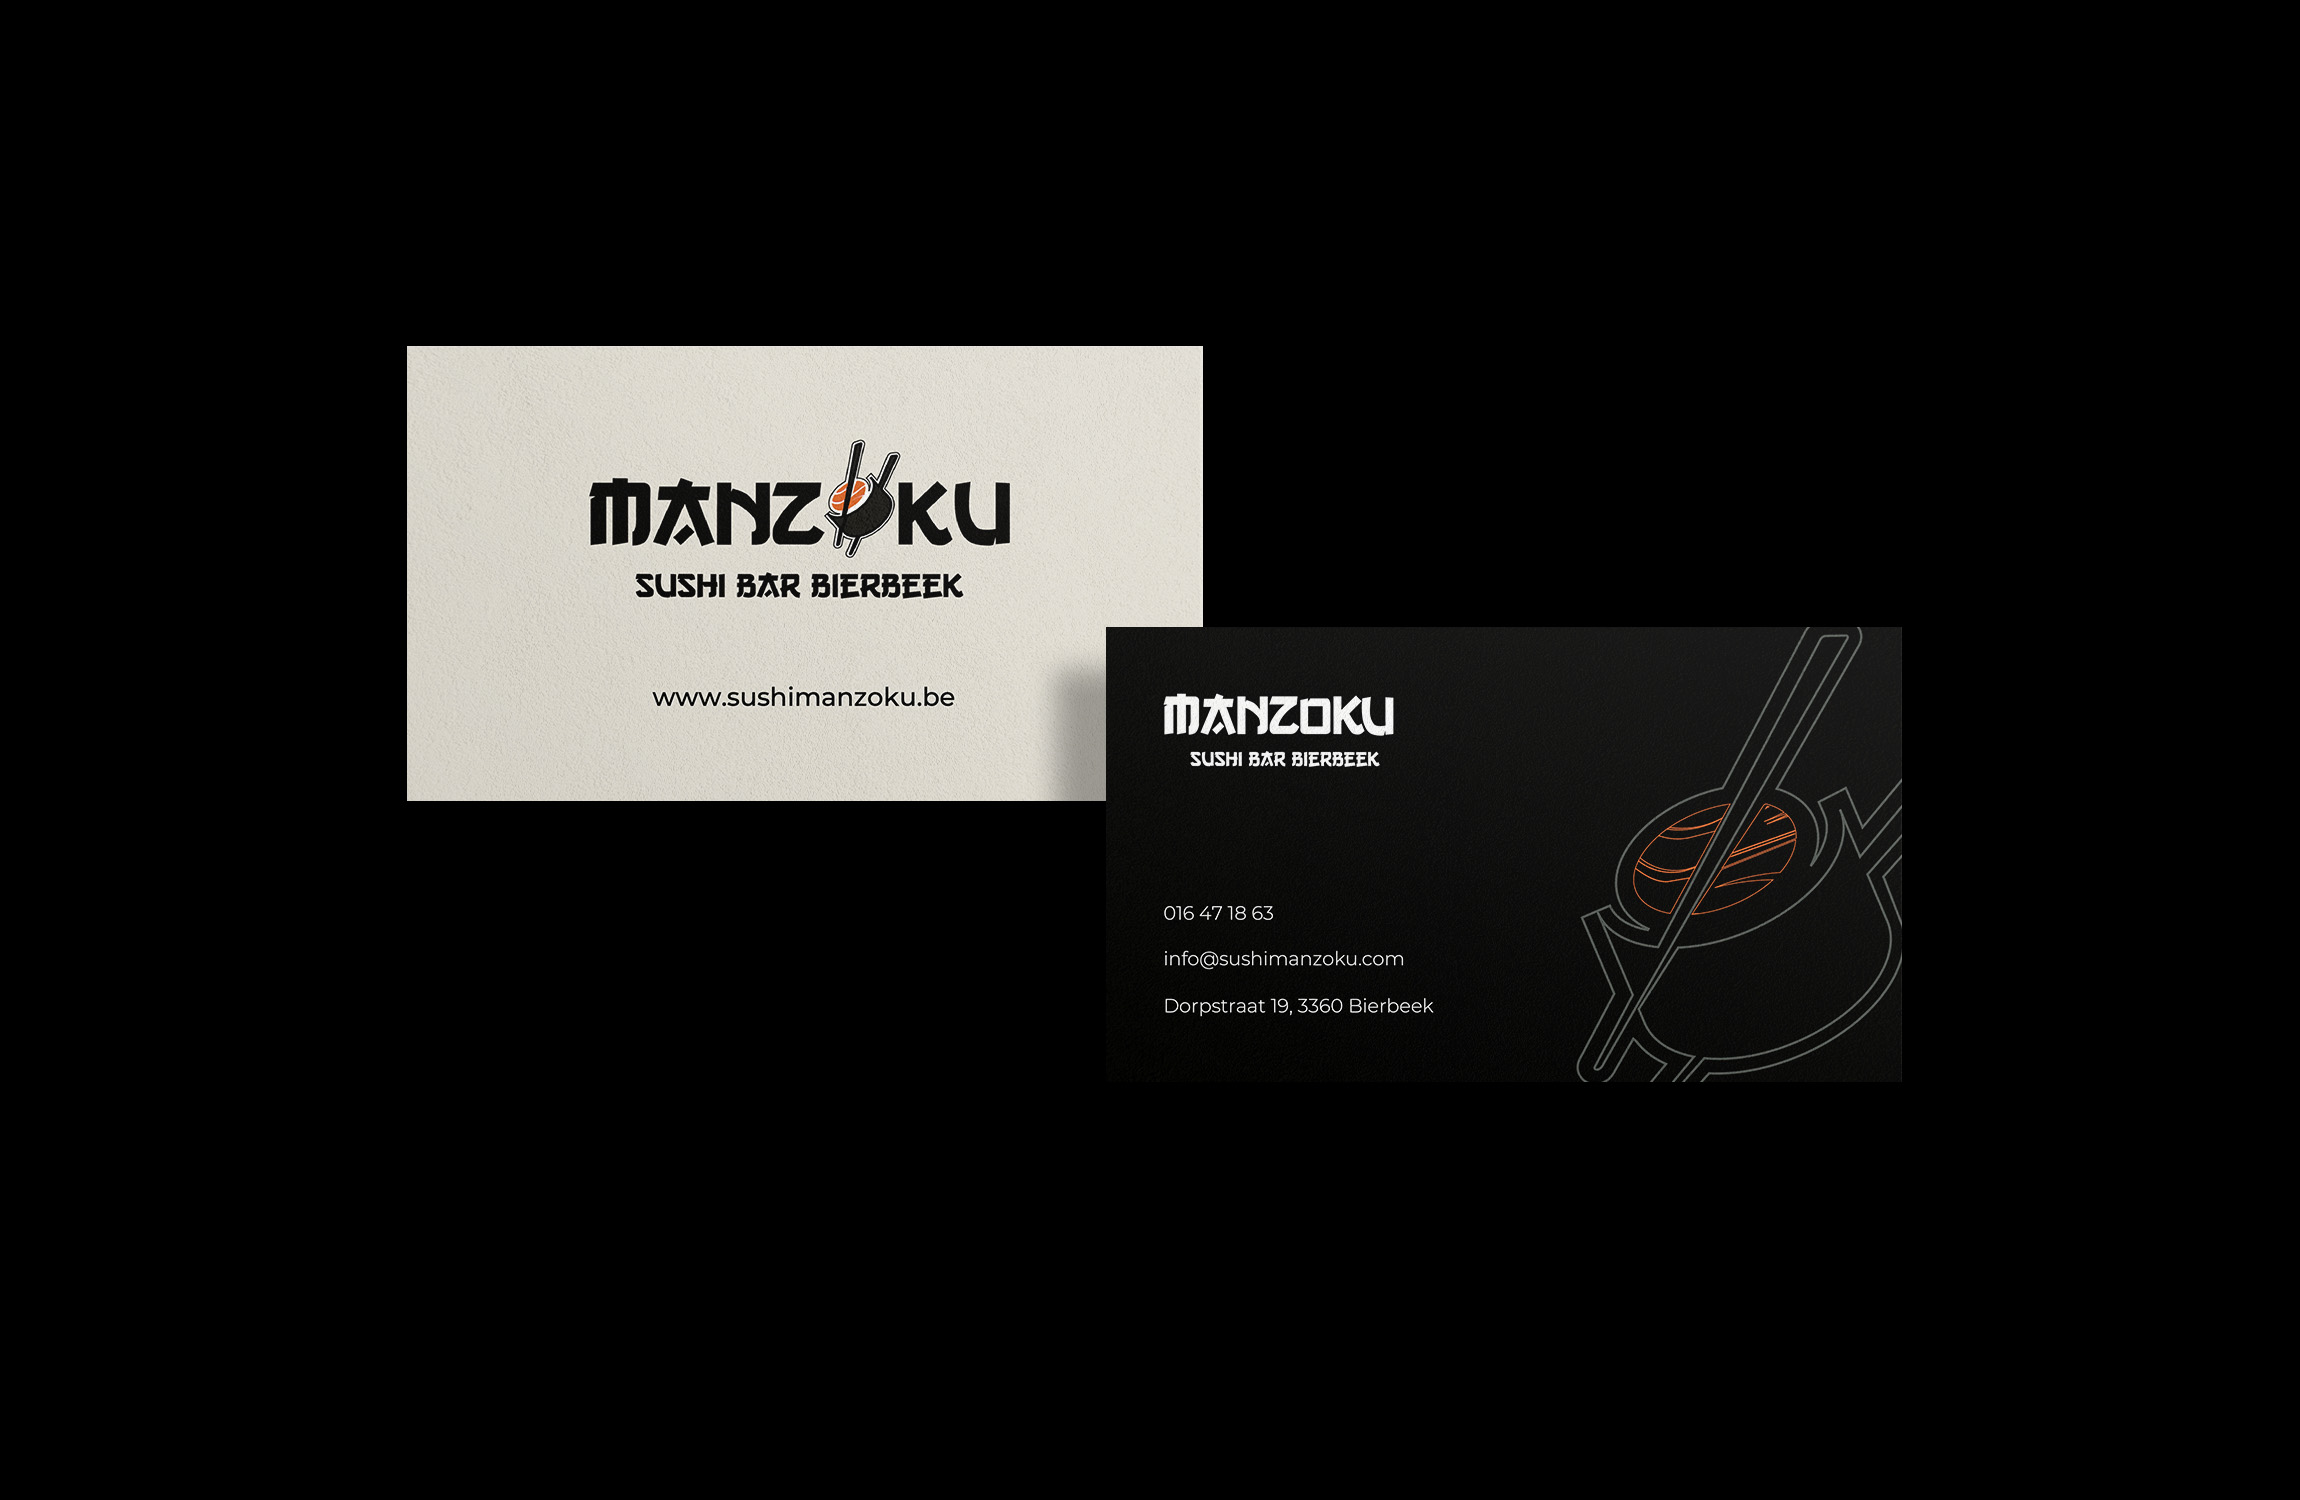 MANZOKU
SUSHI BAR BIERBEEK
www.sushimanzoku.be
MANZOKU
SUSHI BAR BIERBEEK
016 47 18 63
info@sushimanzoku.com
Dorpstraat 19, 3360 Bierbeek